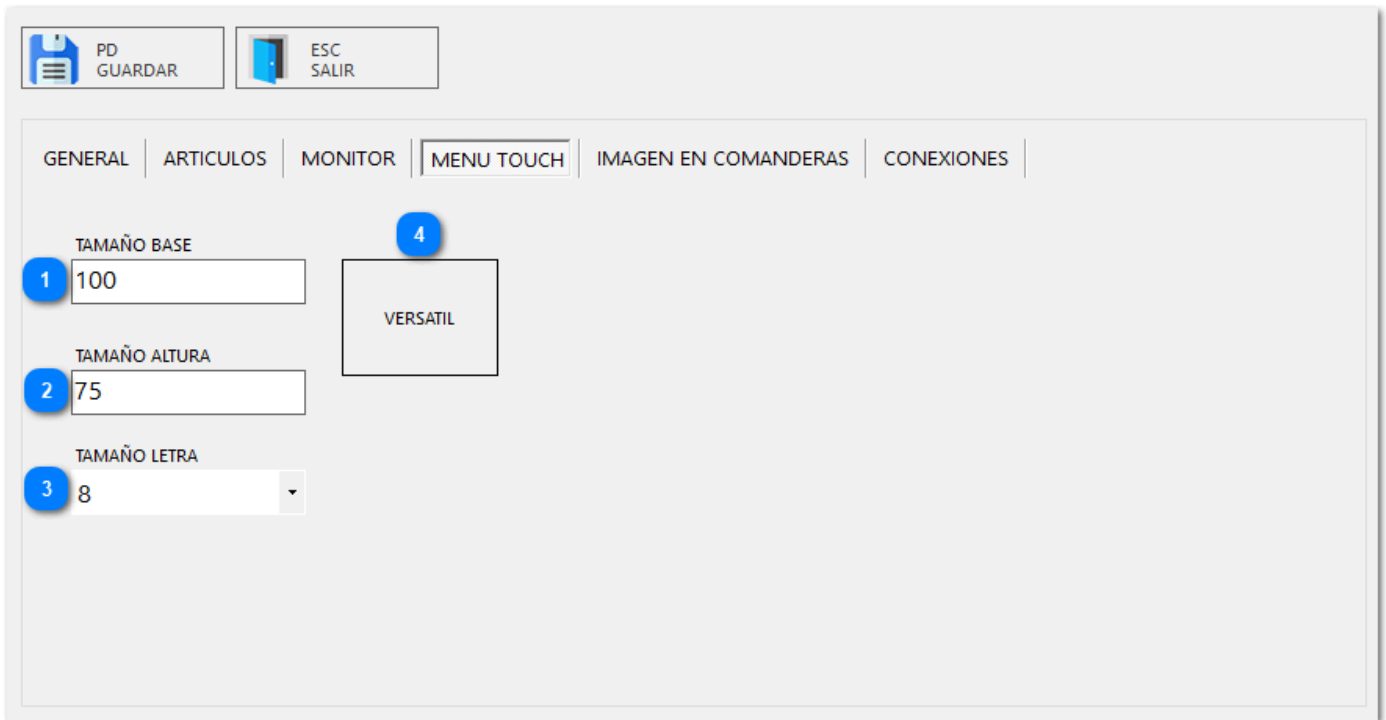 PD
GUARDAR
ESC
SALIR
GENERAL ARTICULOS MONITOR MENU TOUCH IMAGEN EN COMANDERAS CONEXIONES
4
TAMAÑO BASE
1 100
VERSATIL
TAMAÑO ALTURA
2 75
TAMAÑO LETRA
3 8